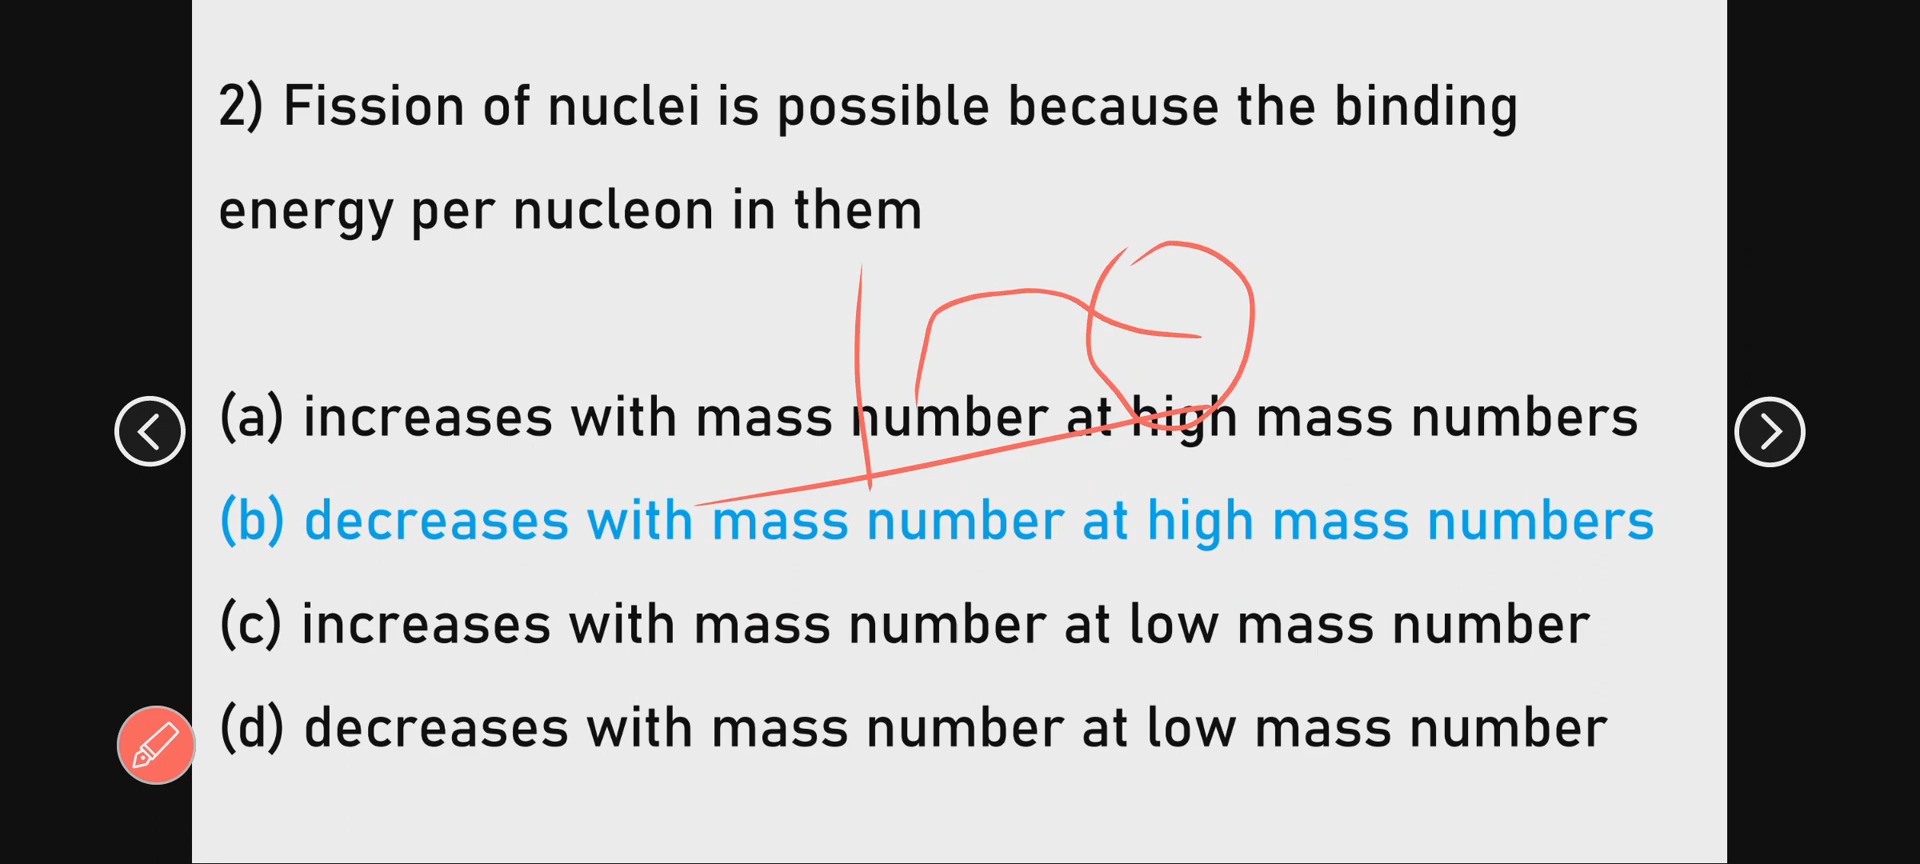 2) Fission of nuclei is possible because the binding
energy per nucleon in them
(a) increases with mass number at high mass numbers
(b) decreases with mass number at high mass numbers
(c) increases with mass number at low mass number
(d) decreases with mass number at low mass number